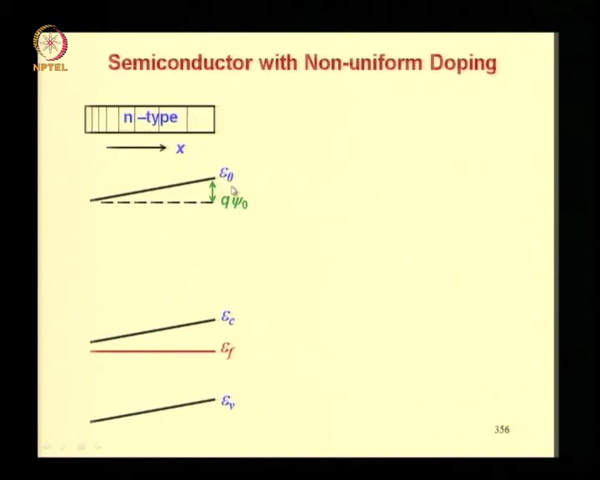 NPTEL
Semiconductor with Non-uniform Doping
n –type
x
ε0
qψ0
εc
εf
εv
356